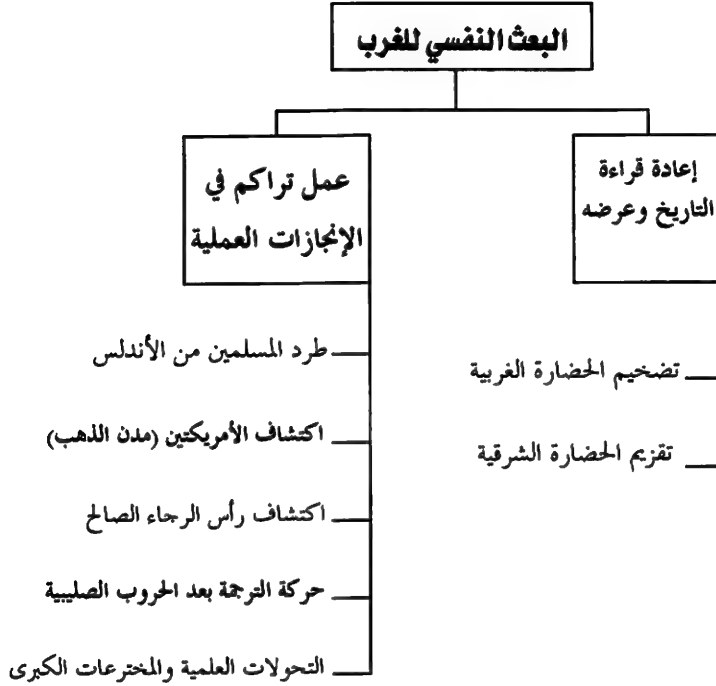 البعث النفسي للغرب
إعادة قراءة
التاريخ وعرضه
تضخيم الحضارة الغربية
تقزيم الحضارة الشرقية
عمل تراكم في
الإنجازات العملية
طرد المسلمين من الأندلس
اكتشاف الأمريكتين (مدن الذهب)
اكتشاف رأس الرجاء الصالح
حركة الترجمة بعد الحروب الصليبية
التحولات العلمية والمخترعات الكبرى